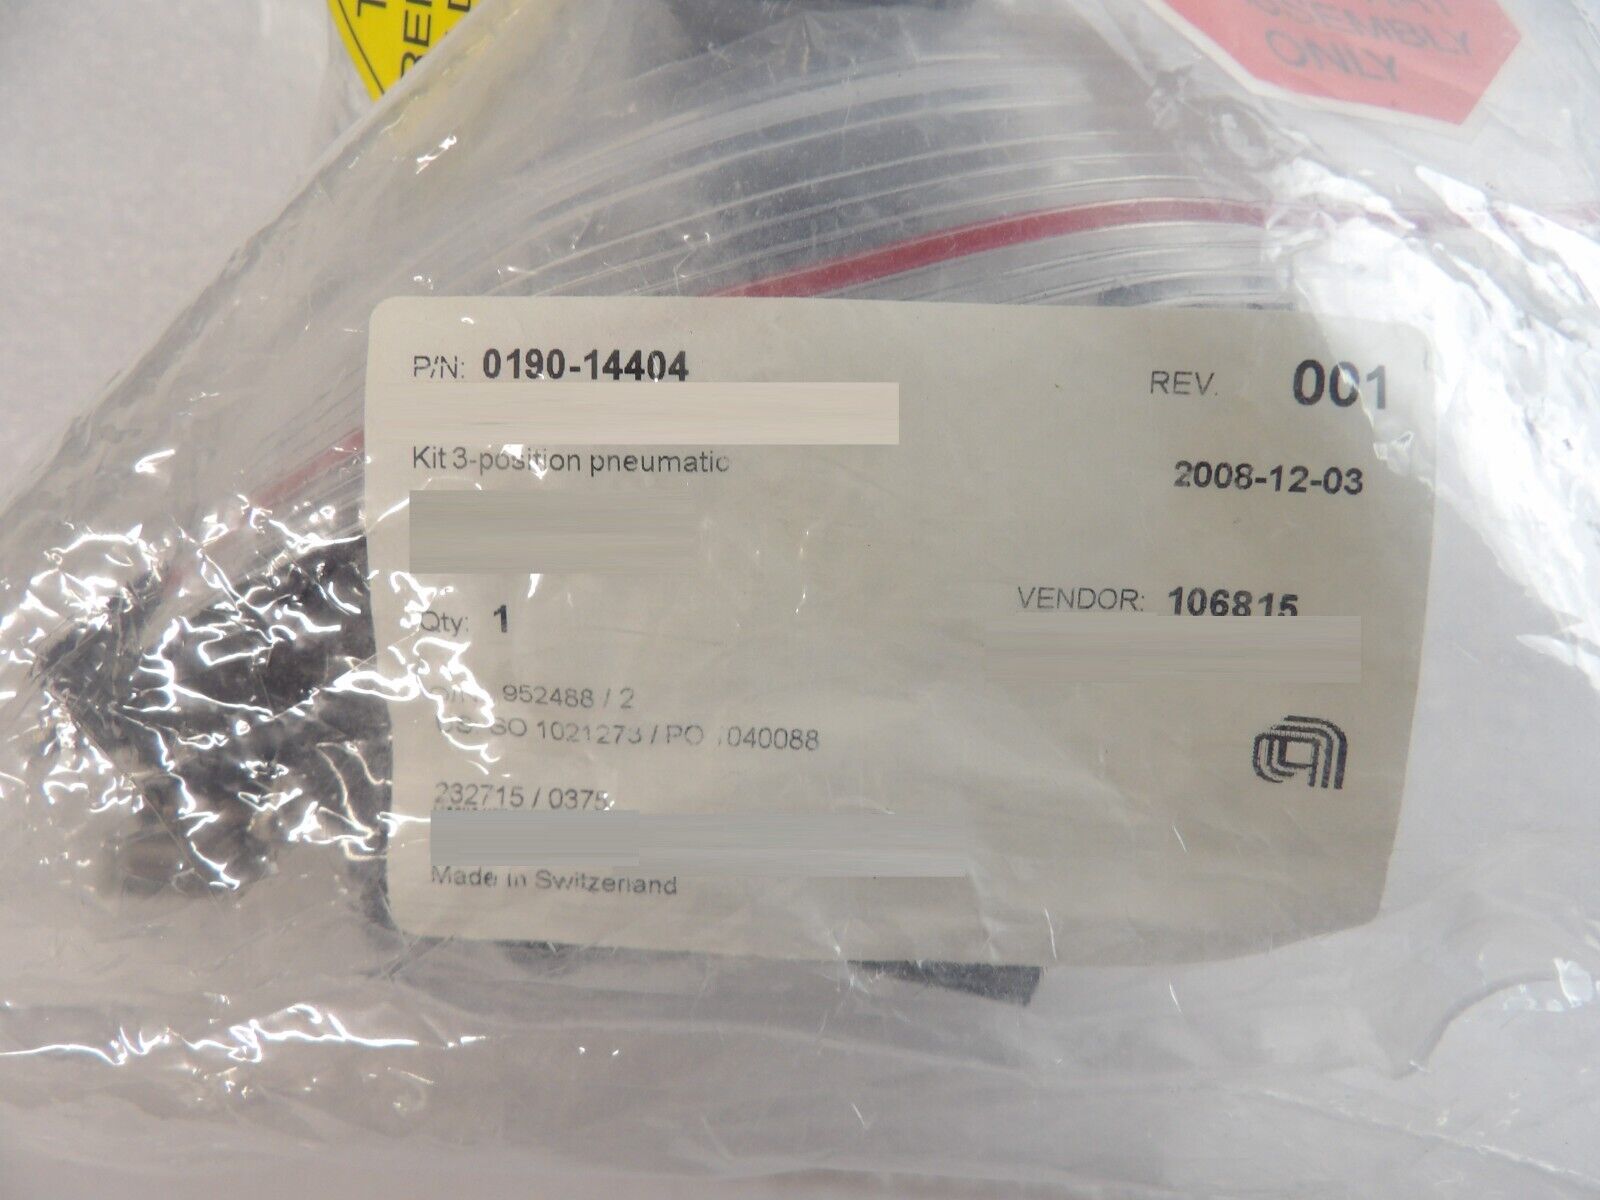 ASSEMBLY
ONLY
P/N: 0190-14404
REV. 001
Kit 3-position pneumatic
2008-12-03
VENDOR: 106815
Qty: 1
952488 / 2
SO 1021273 / PO 1040088
232715 / 0375
Made in Switzerland